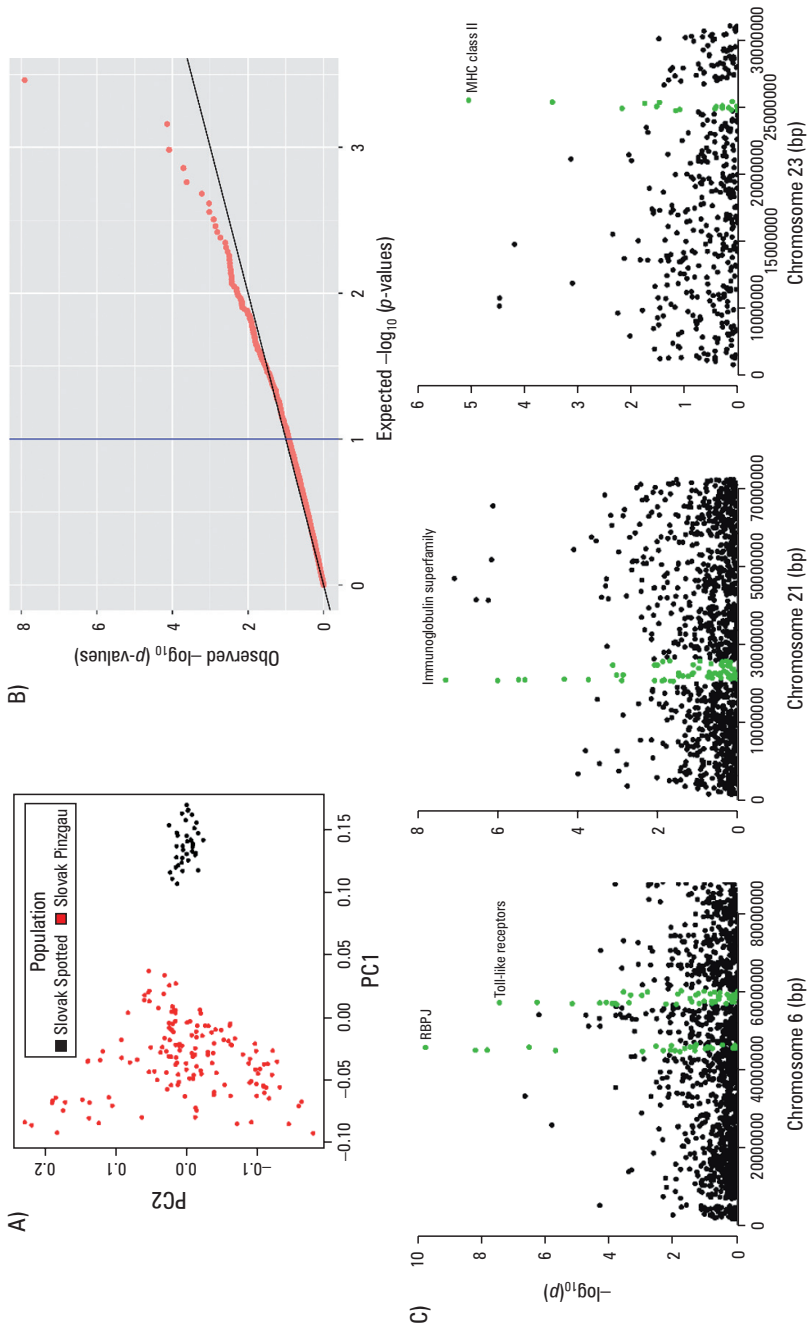 A)
Population
Slovak Spotted
Slovak Pinzgau
PC2
0.2
0.1
0.0
−0.1
−0.10
−0.05
0.00
0.05
0.10
0.15
PC1
B)
Observed −log10 (p-values)
8
6
4
2
0
0
1
2
3
Expected −log10 (p-values)
C)
−log10(p)
10
8
6
4
2
0
RBPJ
Toll-like receptors
0
20000000
40000000
60000000
80000000
Chromosome 6 (bp)
8
6
4
2
0
Immunoglobulin superfamily
0
10000000
30000000
50000000
70000000
Chromosome 21 (bp)
6
5
4
3
2
1
0
MHC class II
0
10000000
15000000
20000000
25000000
30000000
Chromosome 23 (bp)